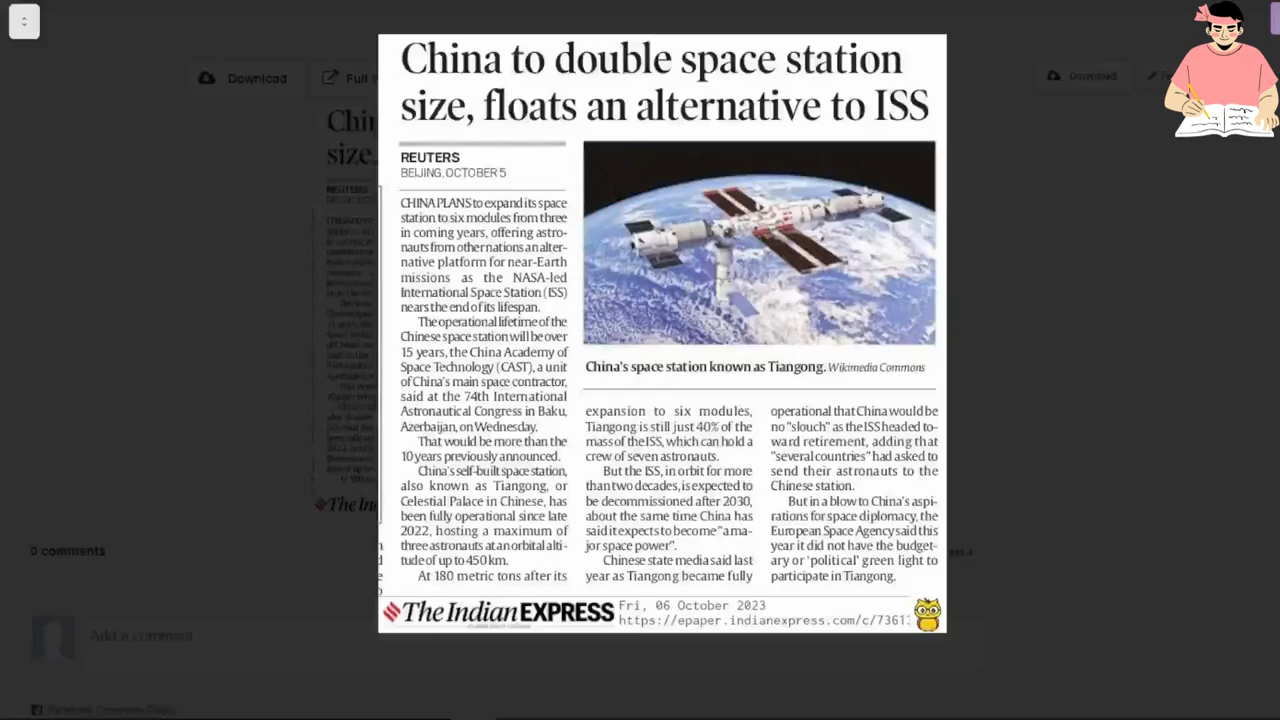 Download
Full
Download
China to double space station
size, floats an alternative to ISS
REUTERS
BEIJING, OCTOBER 5
CHINA PLANS to expand its space
station to six modules from three
in coming years, offering astro-
nauts from other nations an alter-
native platform for near-Earth
missions as the NASA-led
International Space Station (ISS)
nears the end of its lifespan.
The operational lifetime of the
Chinese space station will be over
15 years, the China Academy of
Space Technology (CAST), a unit
of China's main space contractor,
said at the 74th International
Astronautical Congress in Baku,
Azerbaijan, on Wednesday.
That would be more than the
10 years previously announced.
China's self-built space station,
also known as Tiangong, or
Celestial Palace in Chinese, has
been fully operational since late
2022, hosting a maximum of
three astronauts at an orbital alti-
tude of up to 450 km.
At 180 metric tons after its
China's space station known as Tiangong. Wikimedia Commons
expansion to six modules,
Tiangong is still just 40% of the
mass of the ISS, which can hold a
crew of seven astronauts.
But the ISS, in orbit for more
than two decades, is expected to
be decommissioned after 2030,
about the same time China has
said it expects to become "a ma-
jor space power".
Chinese state media said last
year as Tiangong became fully
operational that China would be
no "slouch" as the ISS headed to-
ward retirement, adding that
"several countries" had asked to
send their astronauts to the
Chinese station.
But in a blow to China's aspi-
rations for space diplomacy, the
European Space Agency said this
year it did not have the budget-
ary or 'political' green light to
participate in Tiangong.
The Indian EXPRESS
Fri, 06 October 2023
https://epaper.indianexpress.com/c/7361
0 comments
Add a comment
Facebook Comments Plugin